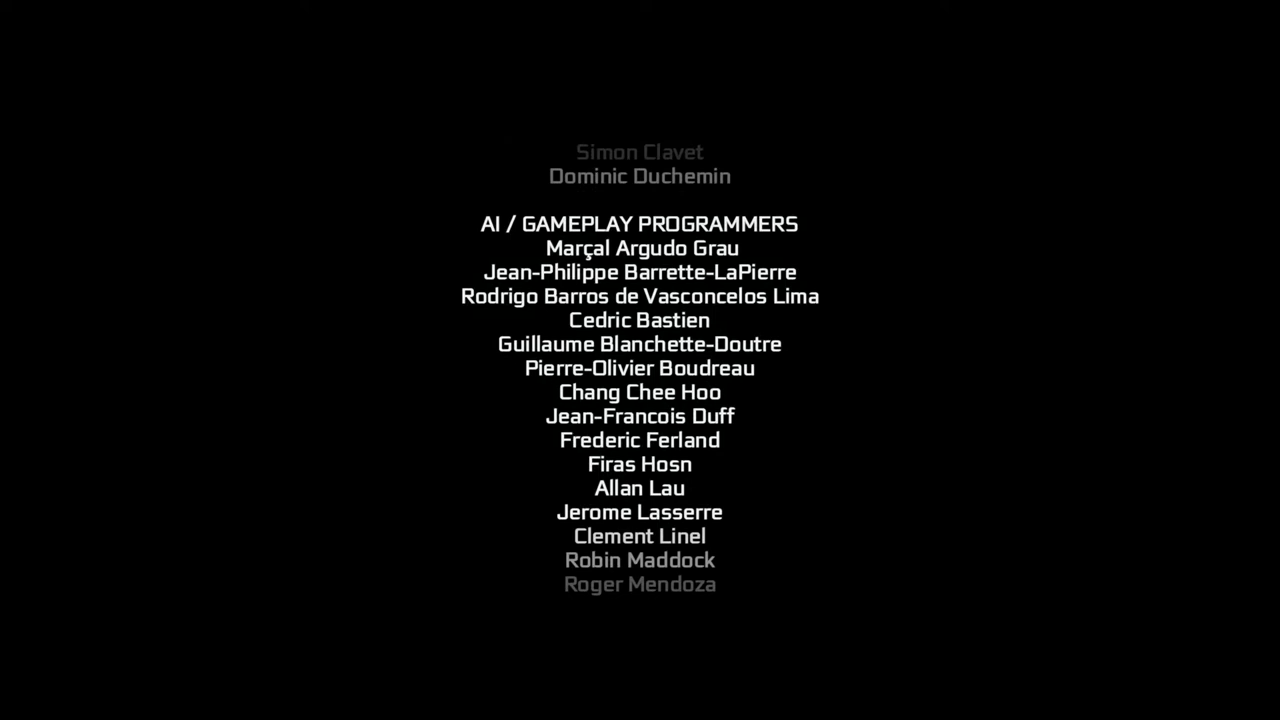 Simon Clavet
Dominic Duchemin
AI / GAMEPLAY PROGRAMMERS
Marçal Argudo Grau
Jean-Philippe Barrette-LaPierre
Rodrigo Barros de Vasconcelos Lima
Cedric Bastien
Guillaume Blanchette-Doutre
Pierre-Olivier Boudreau
Chang Chee Hoo
Jean-Francois Duff
Frederic Ferland
Firas Hosn
Allan Lau
Jerome Lasserre
Clement Linel
Robin Maddock
Roger Mendoza